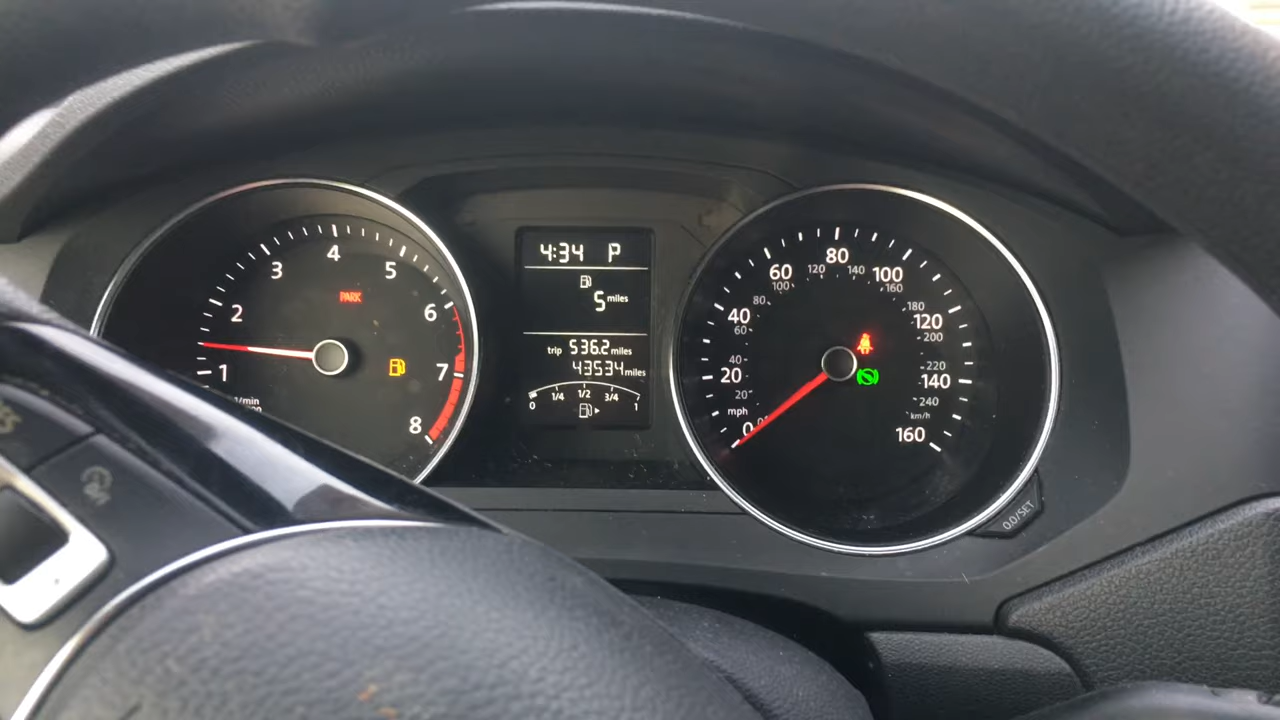 4:34 P
5 miles
trip 536.2 miles
43534 miles
0 1/4 1/2 3/4 1
1 2 3 4 5 6 7 8
PARK
0 20 40 60 80 100 120 140 160
mph
20 40 60 80 100 120 140 160 180 200 220 240
km/h
0.0/SET